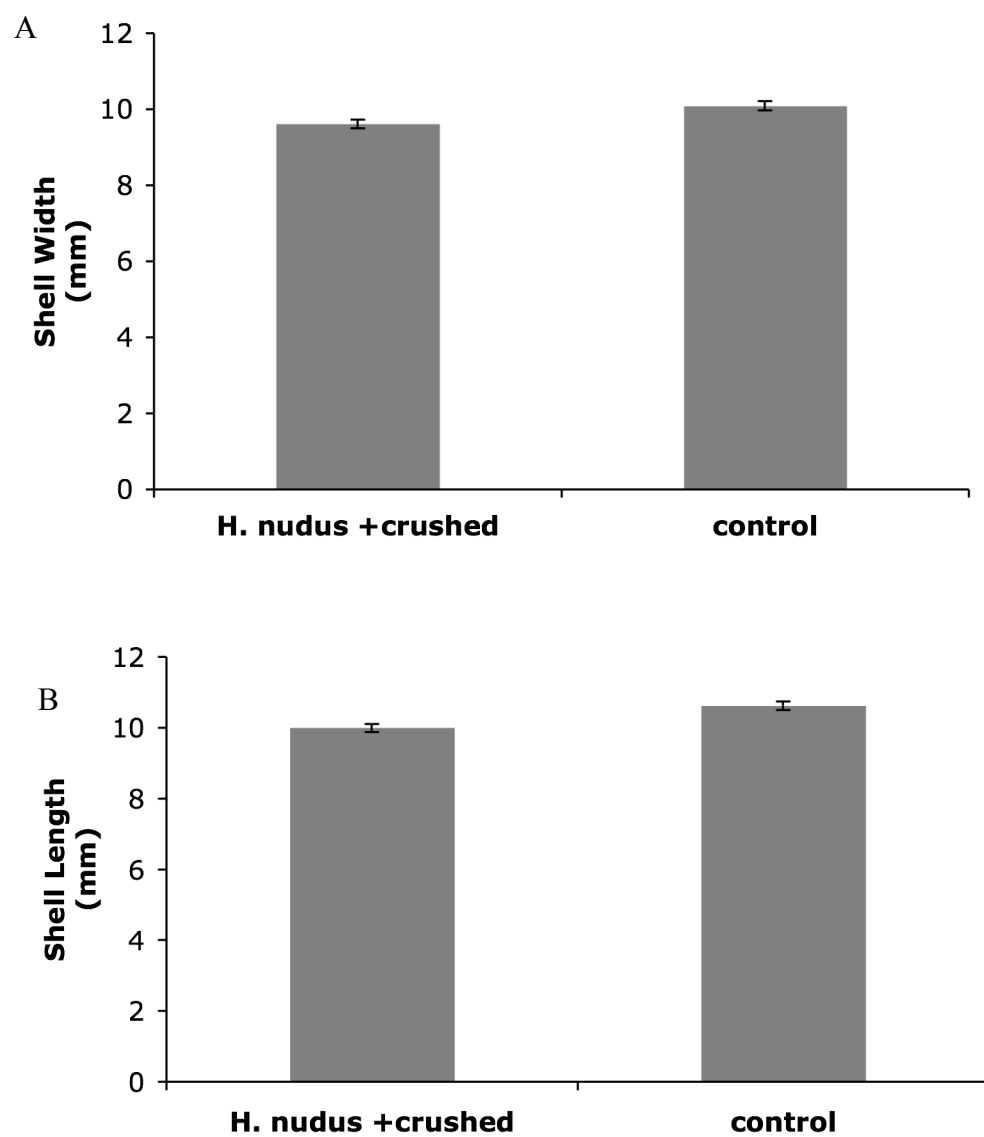 A
12
10
8
6
4
2
0
Shell Width
(mm)
H. nudus +crushed
control
B
12
10
8
6
4
2
0
Shell Length
(mm)
H. nudus +crushed
control